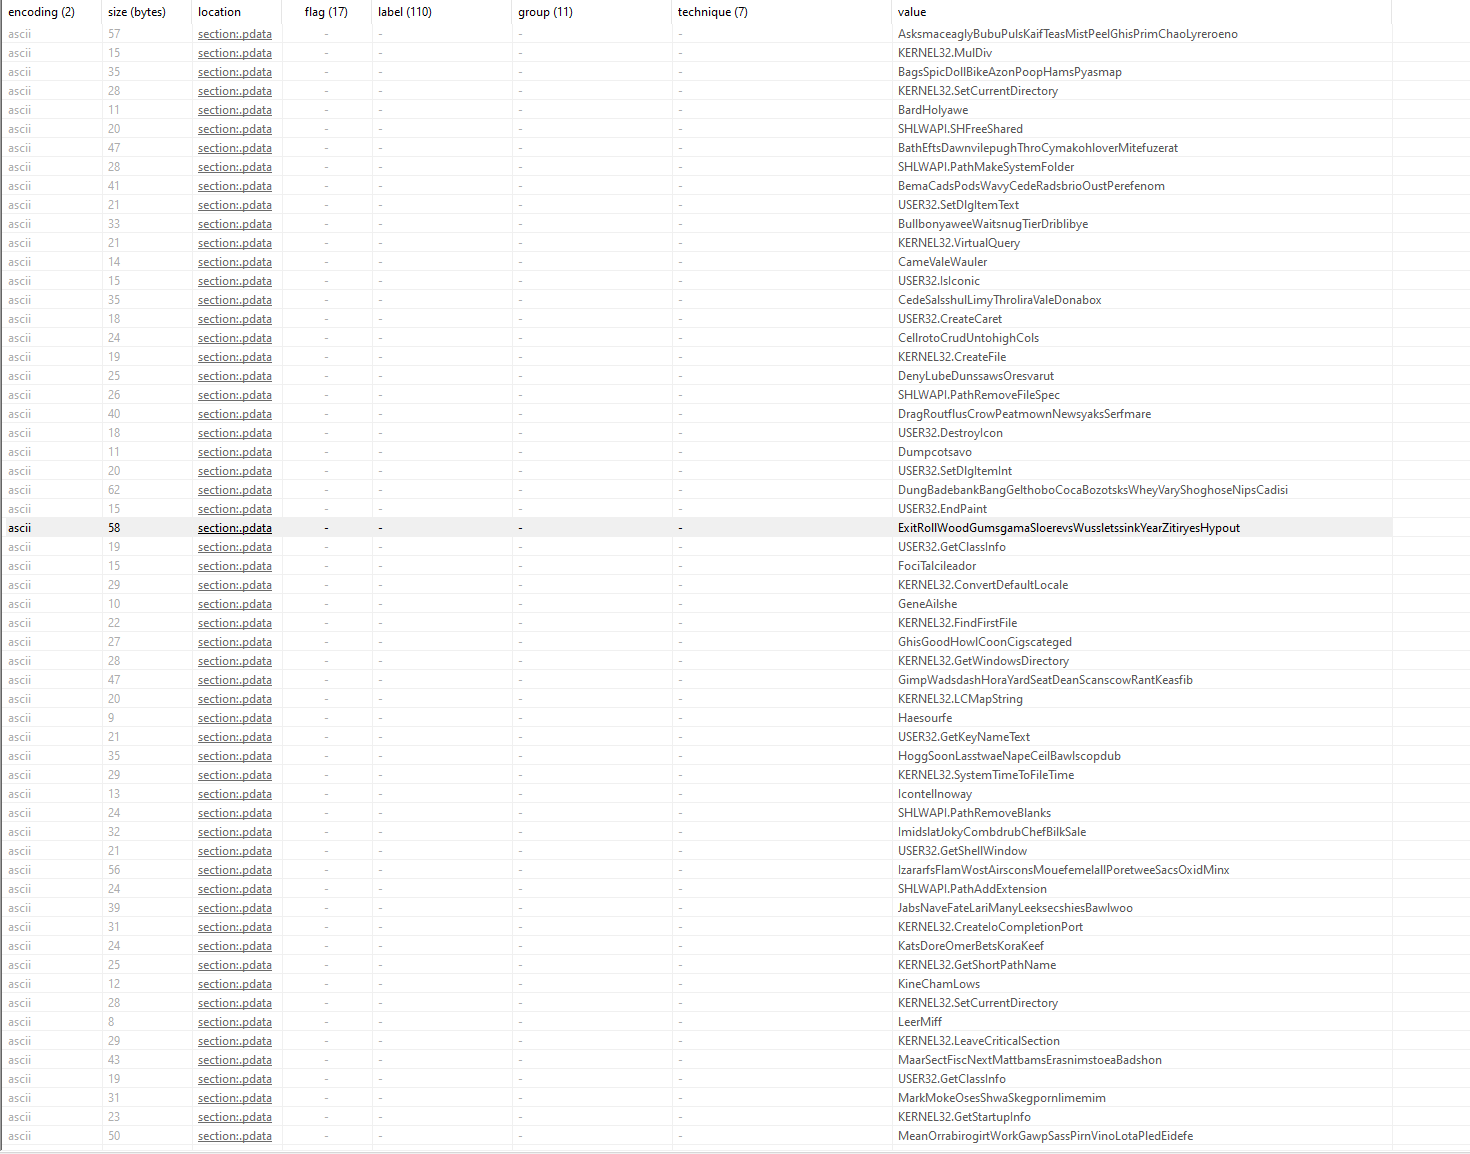 encoding (2) size (bytes) location flag (17) label (110) group (11) technique (7) value
ascii 57 section:.pdata - - - - AsksmaceaglyBubuPulsKaifTeasMistPeelGhisPrimChaoLyreroeno
ascii 15 section:.pdata - - - - KERNEL32.MulDiv
ascii 35 section:.pdata - - - - BagsSpicDollBikeAzonPoopHamsPyasmap
ascii 28 section:.pdata - - - - KERNEL32.SetCurrentDirectory
ascii 11 section:.pdata - - - - BardHolyawe
ascii 20 section:.pdata - - - - SHLWAPI.SHFreeShared
ascii 47 section:.pdata - - - - BathEftsDawnvilepughThroCymakohloverMitefuzerat
ascii 28 section:.pdata - - - - SHLWAPI.PathMakeSystemFolder
ascii 41 section:.pdata - - - - BemaCadsPodsWavyCedeRadsbrioOustPerefenom
ascii 21 section:.pdata - - - - USER32.SetDlgItemText
ascii 33 section:.pdata - - - - BullbonyaweeWaitsnugTierDriblibye
ascii 21 section:.pdata - - - - KERNEL32.VirtualQuery
ascii 14 section:.pdata - - - - CameValeWauler
ascii 15 section:.pdata - - - - USER32.IsIconic
ascii 35 section:.pdata - - - - CedeSalsshulLimyThroliraValeDonabox
ascii 18 section:.pdata - - - - USER32.CreateCaret
ascii 24 section:.pdata - - - - CellrotoCrudUntohighCols
ascii 19 section:.pdata - - - - KERNEL32.CreateFile
ascii 25 section:.pdata - - - - DenyLubeDunssawsOresvarut
ascii 26 section:.pdata - - - - SHLWAPI.PathRemoveFileSpec
ascii 40 section:.pdata - - - - DragRoutflusCrowPeatmownNewsyaksSerfmare
ascii 18 section:.pdata - - - - USER32.DestroyIcon
ascii 11 section:.pdata - - - - Dumpcotsavo
ascii 20 section:.pdata - - - - USER32.SetDlgItemInt
ascii 62 section:.pdata - - - - DungBadebankBangGelthoboCocaBozotsksWheyVaryShoghoseNipsCadisi
ascii 15 section:.pdata - - - - USER32.EndPaint
ascii 58 section:.pdata - - - - ExitRollWoodGumsgamaSloerevsWussletssinkYearZitiryesHypout
ascii 19 section:.pdata - - - - USER32.GetClassInfo
ascii 15 section:.pdata - - - - FociTalcileador
ascii 29 section:.pdata - - - - KERNEL32.ConvertDefaultLocale
ascii 10 section:.pdata - - - - GeneAilshe
ascii 22 section:.pdata - - - - KERNEL32.FindFirstFile
ascii 27 section:.pdata - - - - GhisGoodHowlCoonCigscateged
ascii 28 section:.pdata - - - - KERNEL32.GetWindowsDirectory
ascii 47 section:.pdata - - - - GimpWadsdashHoraYardSeatDeanScanscowRantKeasfib
ascii 20 section:.pdata - - - - KERNEL32.LCMapString
ascii 9 section:.pdata - - - - Haesourfe
ascii 21 section:.pdata - - - - USER32.GetKeyNameText
ascii 35 section:.pdata - - - - HoggSoonLasstwaeNapeCeilBawlscopdub
ascii 29 section:.pdata - - - - KERNEL32.SystemTimeToFileTime
ascii 13 section:.pdata - - - - Icontellnoway
ascii 24 section:.pdata - - - - SHLWAPI.PathRemoveBlanks
ascii 32 section:.pdata - - - - ImidslatJokyCombdrubChefBilkSale
ascii 21 section:.pdata - - - - USER32.GetShellWindow
ascii 56 section:.pdata - - - - IzararfsFlamWostAirsconsMouefemelallPoretweeSacsOxidMinx
ascii 24 section:.pdata - - - - SHLWAPI.PathAddExtension
ascii 39 section:.pdata - - - - JabsNaveFateLariManyLeeksecshiesBawlwoo
ascii 31 section:.pdata - - - - KERNEL32.CreateIoCompletionPort
ascii 24 section:.pdata - - - - KatsDoreOmerBetsKoraKeef
ascii 25 section:.pdata - - - - KERNEL32.GetShortPathName
ascii 12 section:.pdata - - - - KineChamLows
ascii 28 section:.pdata - - - - KERNEL32.SetCurrentDirectory
ascii 8 section:.pdata - - - - LeerMiff
ascii 29 section:.pdata - - - - KERNEL32.LeaveCriticalSection
ascii 43 section:.pdata - - - - MaarSectFiscNextMattbamsErasnimstoeaBadshon
ascii 19 section:.pdata - - - - USER32.GetClassInfo
ascii 31 section:.pdata - - - - MarkMokeOsesShwaSkegpornlimemim
ascii 23 section:.pdata - - - - KERNEL32.GetStartupInfo
ascii 50 section:.pdata - - - - MeanOrrabirogirtWorkGawpSassPirnVinoLotaPledEidefe